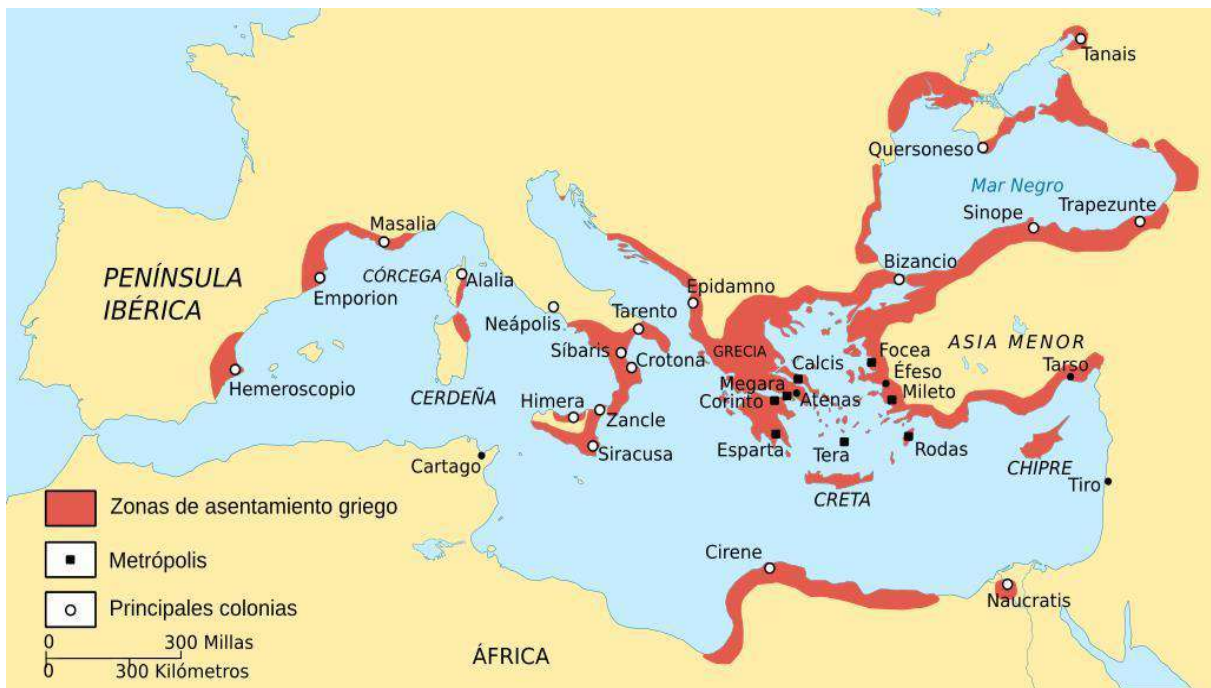 Tanais
Quersoneso
Mar Negro
Sinope
Trapezunte
Masalia
Bizancio
PENÍNSULA
IBÉRICA
CÓRCEGA
Alalia
Emporion
Epidamno
Neápolis
Tarento
ASIA MENOR
Síbaris
GRECIA
Focea
Crotona
Calcis
Tarso
Éfeso
Hemeroscopio
Megara
Mileto
CERDEÑA
Himera
Corinto
Atenas
Zancle
Siracusa
Esparta
Tera
Rodas
CHIPRE
Cartago
Tiro
CRETA
Zonas de asentamiento griego
Metrópolis
Cirene
Principales colonias
Naucratis
0 300 Millas
0 300 Kilómetros
ÁFRICA